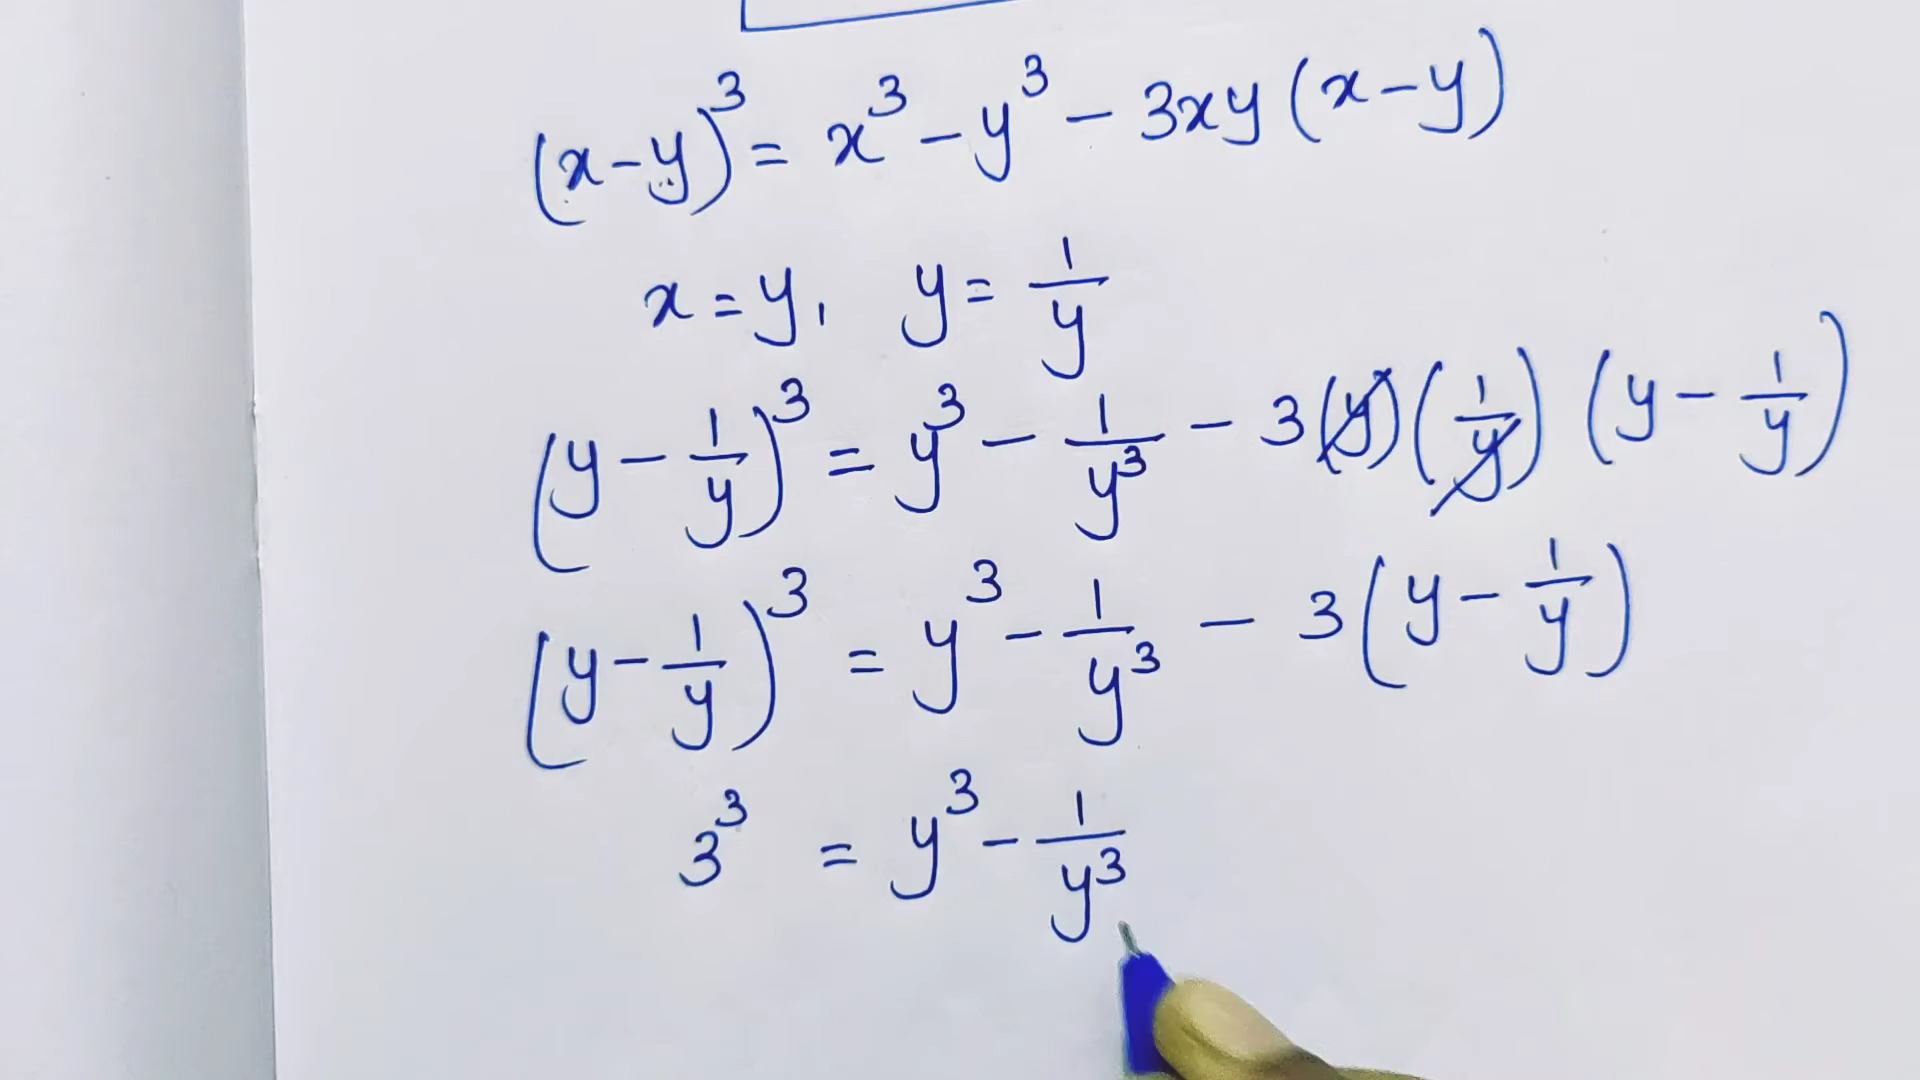 (x-y)³ = x³ - y³ - 3xy(x-y)
x = y, y = 1/y
(y - 1/y)³ = y³ - 1/y³ - 3(y)(1/y)(y - 1/y)
(y - 1/y)³ = y³ - 1/y³ - 3(y - 1/y)
3³ = y³ - 1/y³